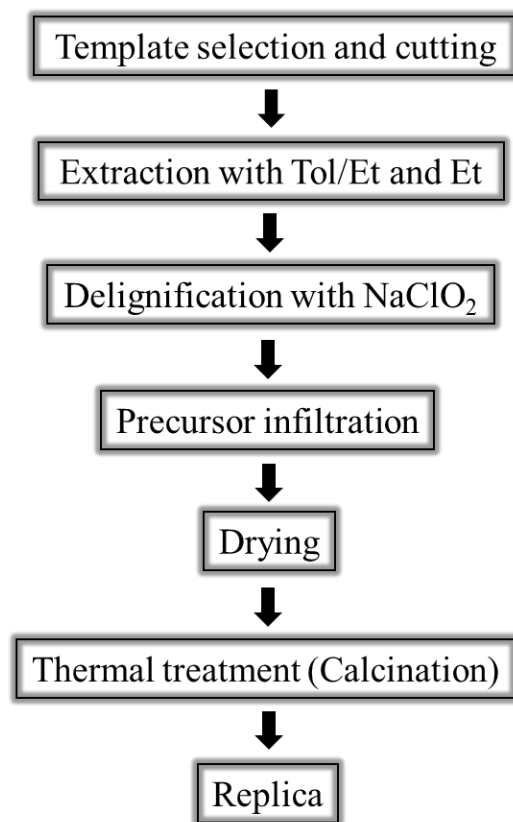 Template selection and cutting
Extraction with Tol/Et and Et
Delignification with NaClO₂
Precursor infiltration
Drying
Thermal treatment (Calcination)
Replica